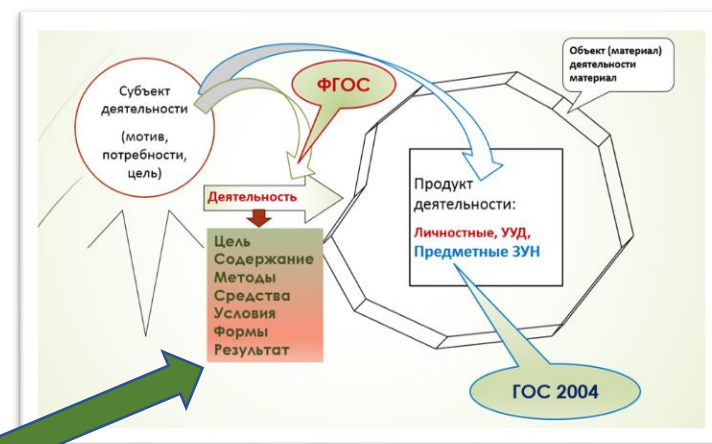 Субъект
деятельности
(мотив,
потребности,
цель)
ФГОС
Объект (материал)
деятельности
материал
Деятельность
Цель
Содержание
Методы
Средства
Условия
Формы
Результат
Продукт
деятельности:
Личностные, УУД,
Предметные ЗУН
ГОС 2004